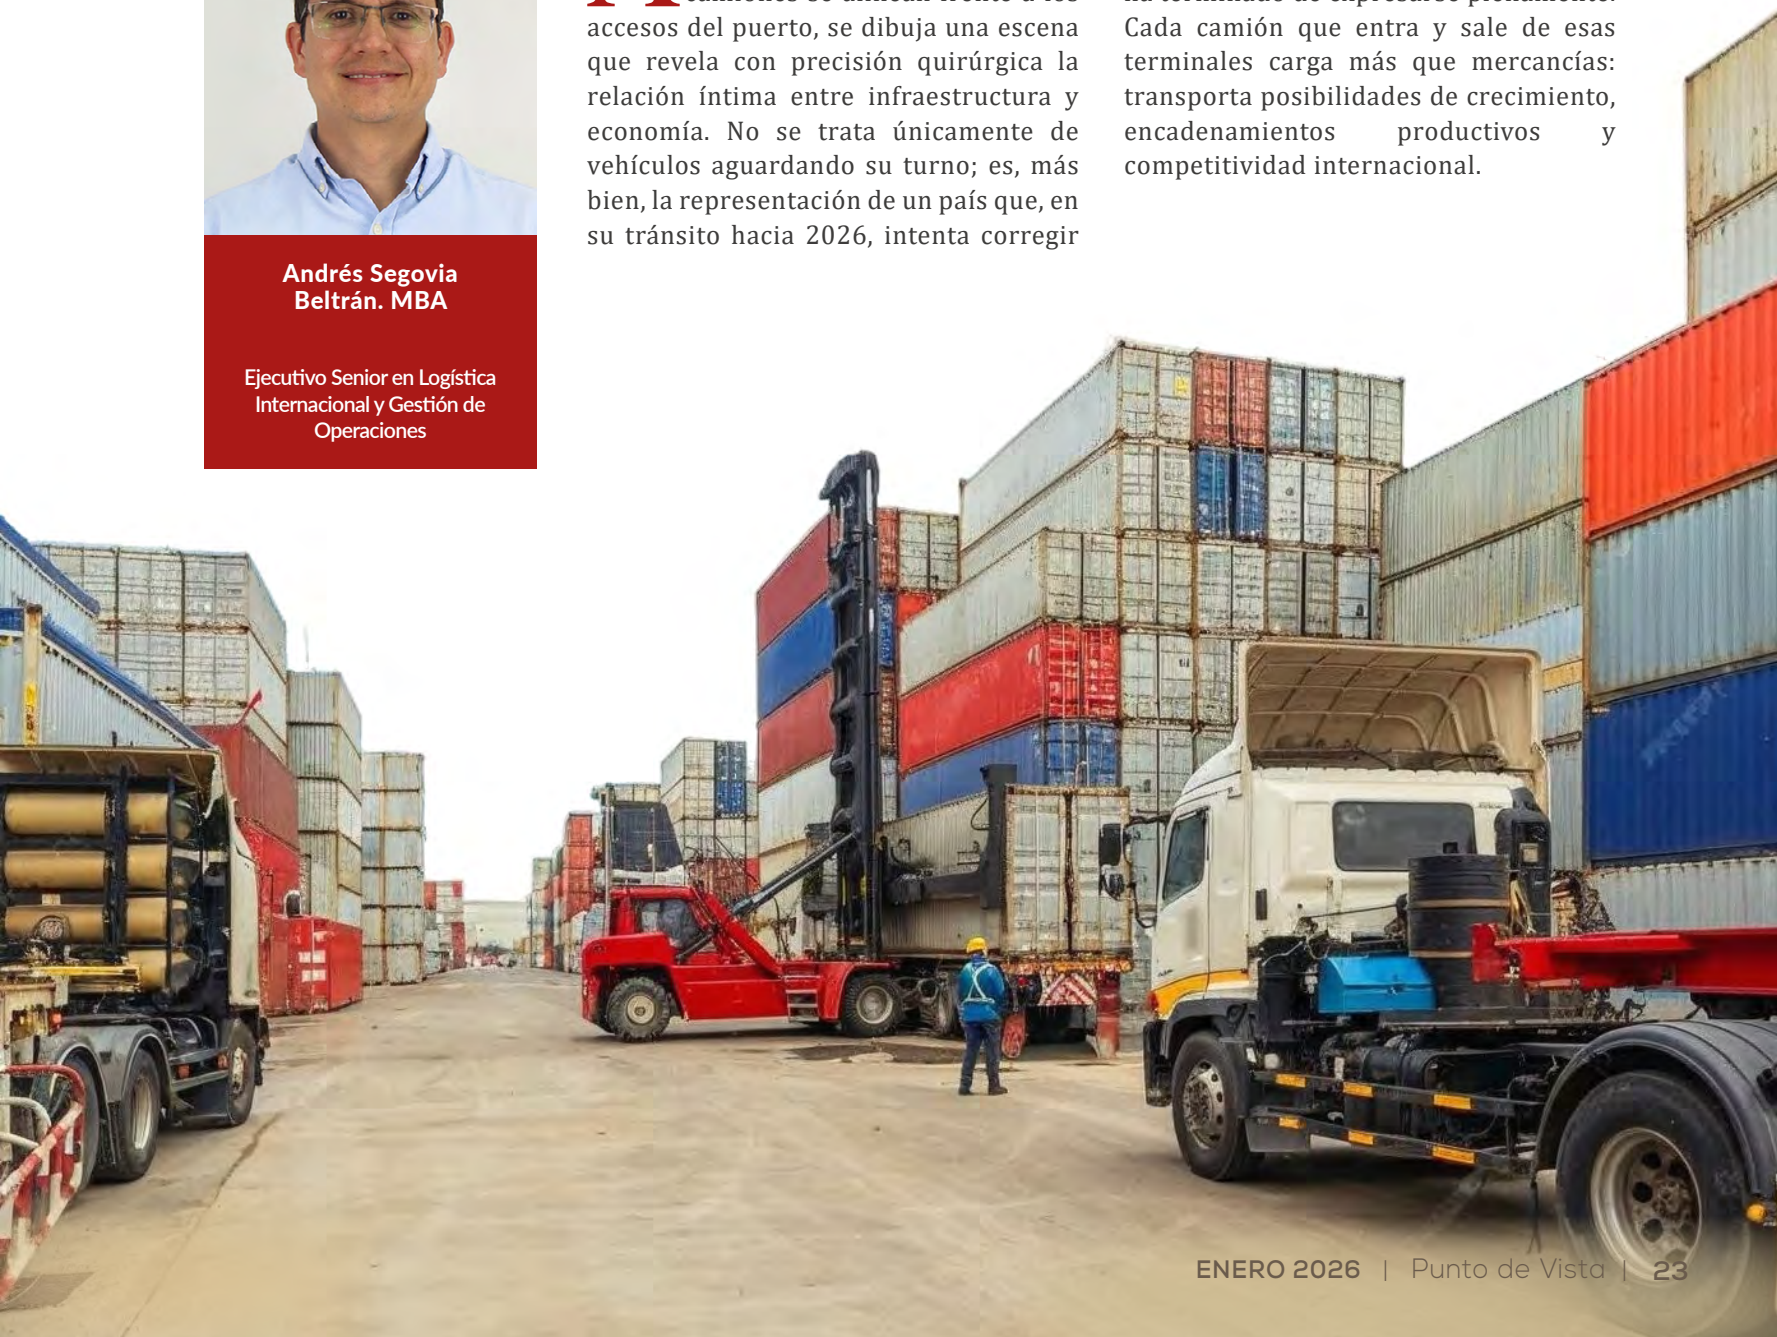 accesos del puerto, se dibuja una escena
que revela con precisión quirúrgica la
relación íntima entre infraestructura y
economía. No se trata únicamente de
vehículos aguardando su turno; es, más
bien, la representación de un país que, en
su tránsito hacia 2026, intenta corregir
Cada camión que entra y sale de esas
terminales carga más que mercancías:
transporta posibilidades de crecimiento,
encadenamientos productivos y
competitividad internacional.
Andrés Segovia
Beltrán. MBA
Ejecutivo Senior en Logística
Internacional y Gestión de
Operaciones
ENERO 2026 | Punto de Vista | 23